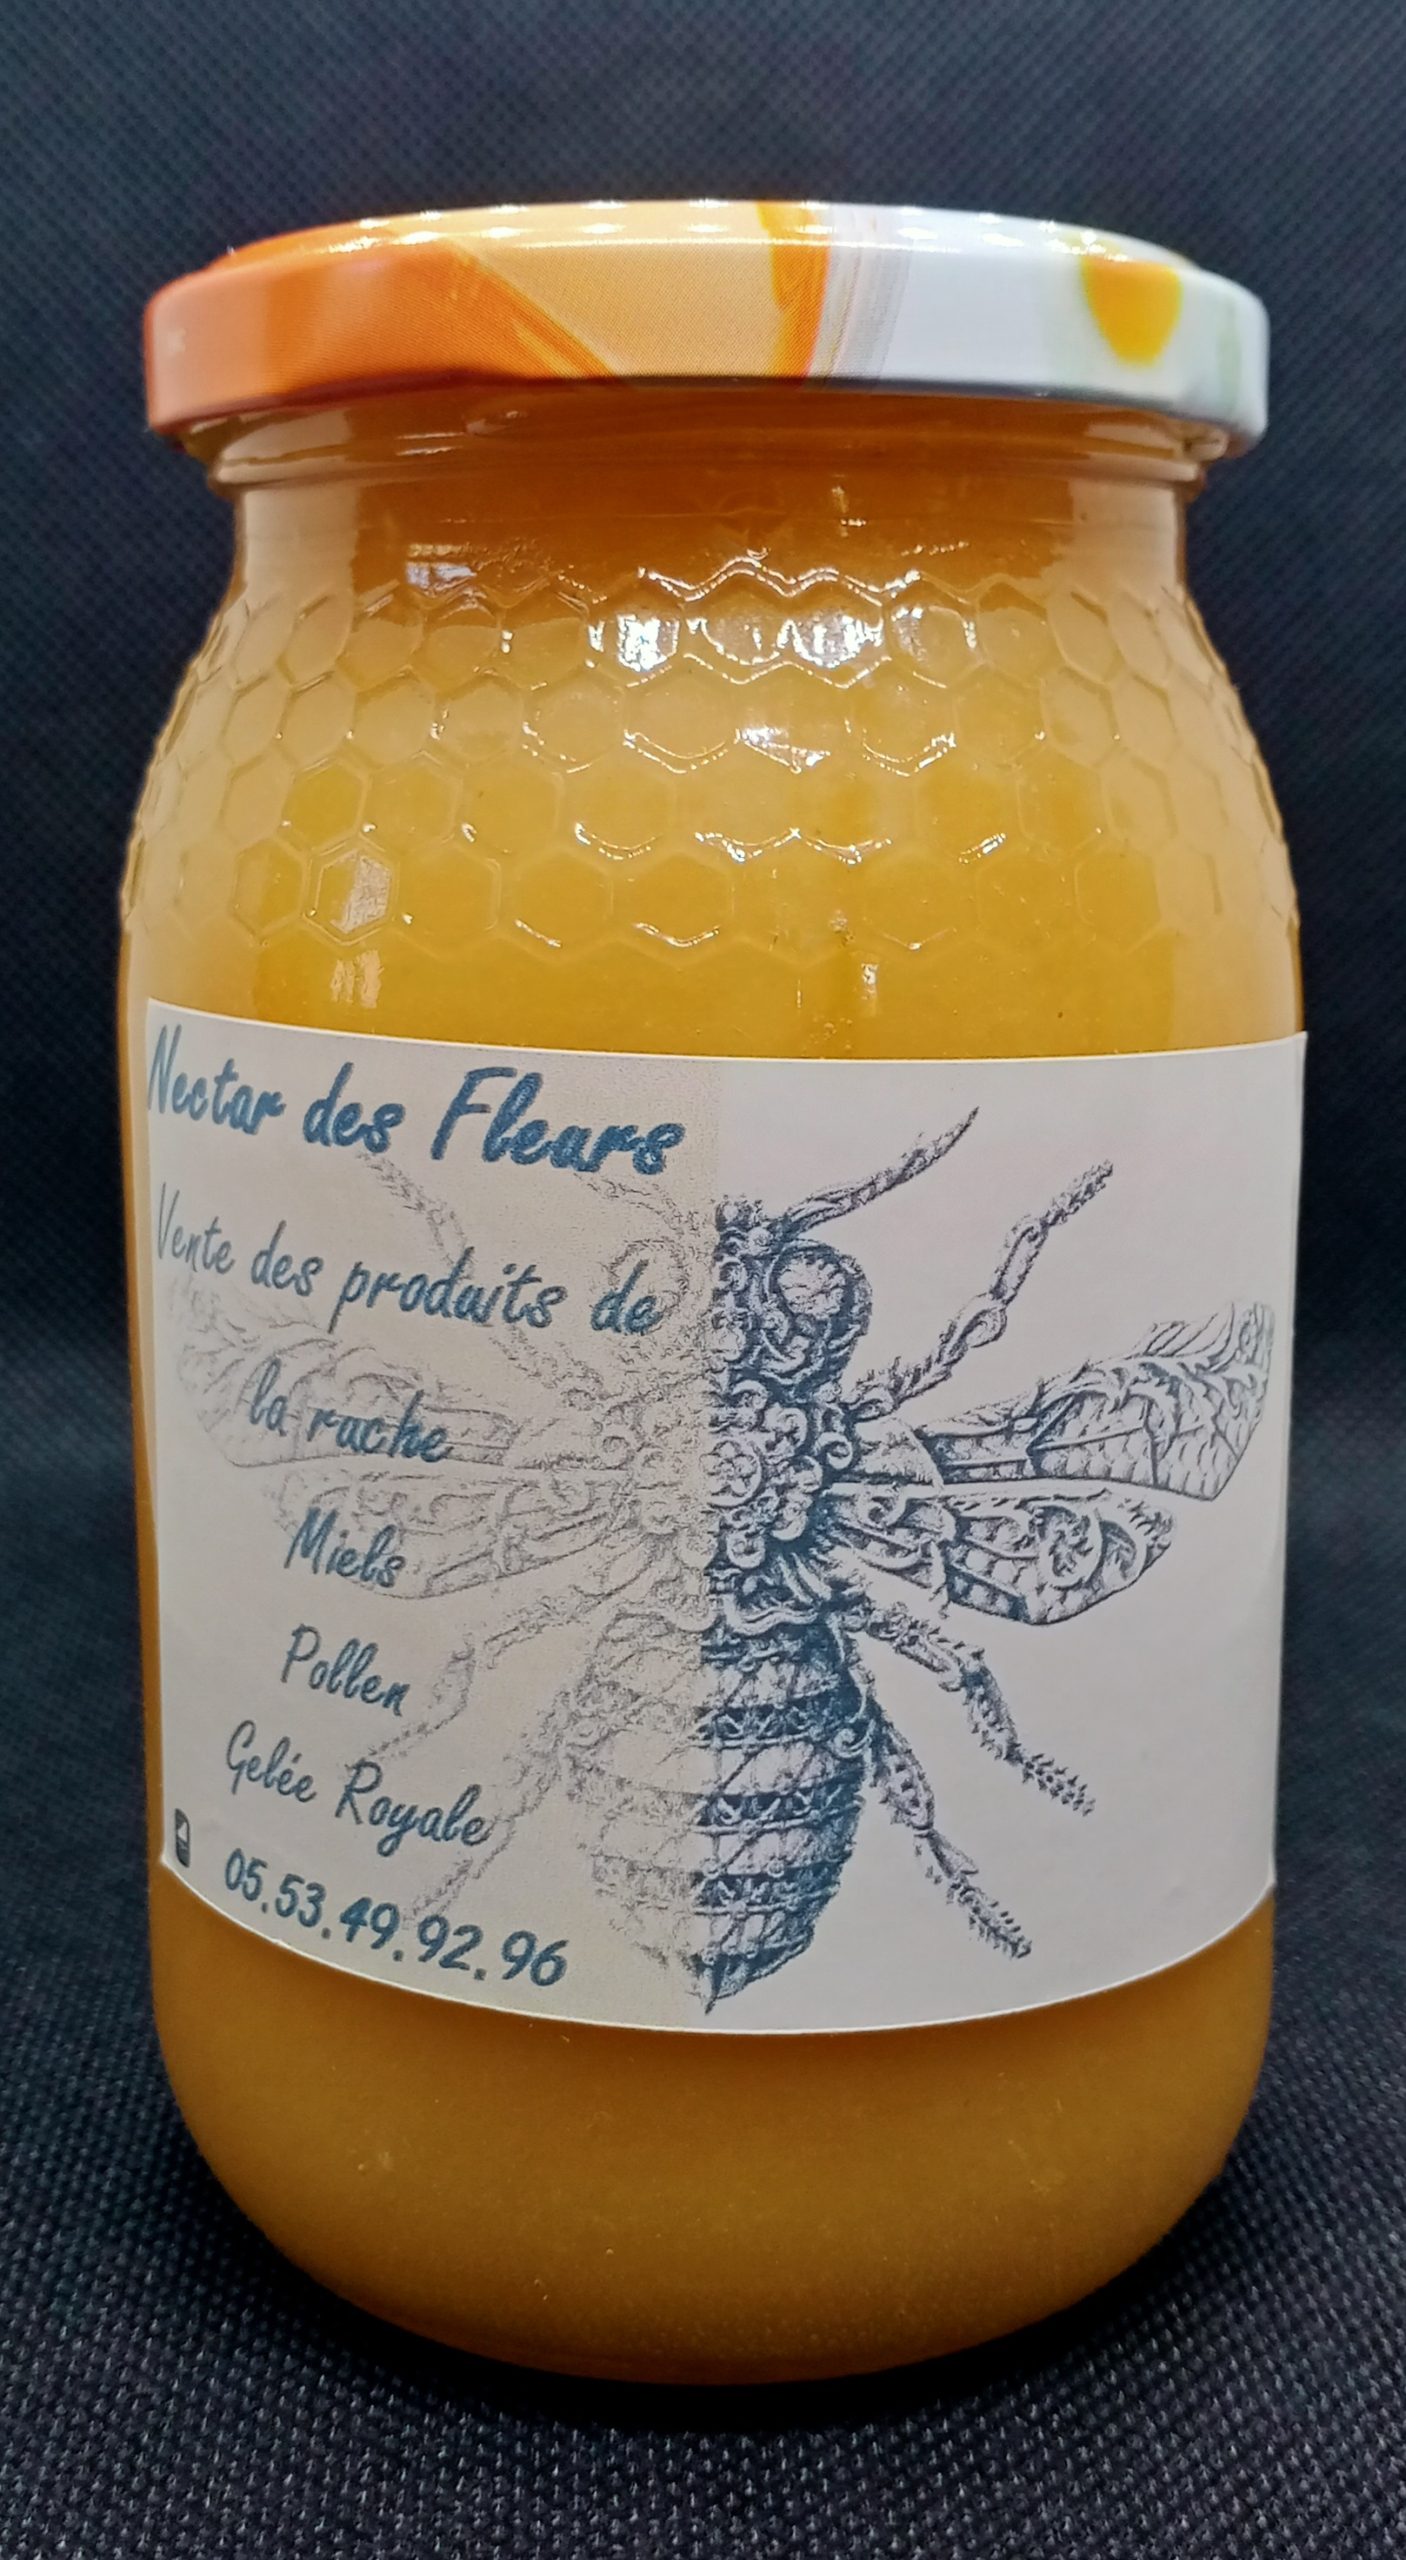 Nectar des Fleurs
Vente des produits de
la ruche
Miels
Pollen
Gelée Royale
05.53.49.92.96